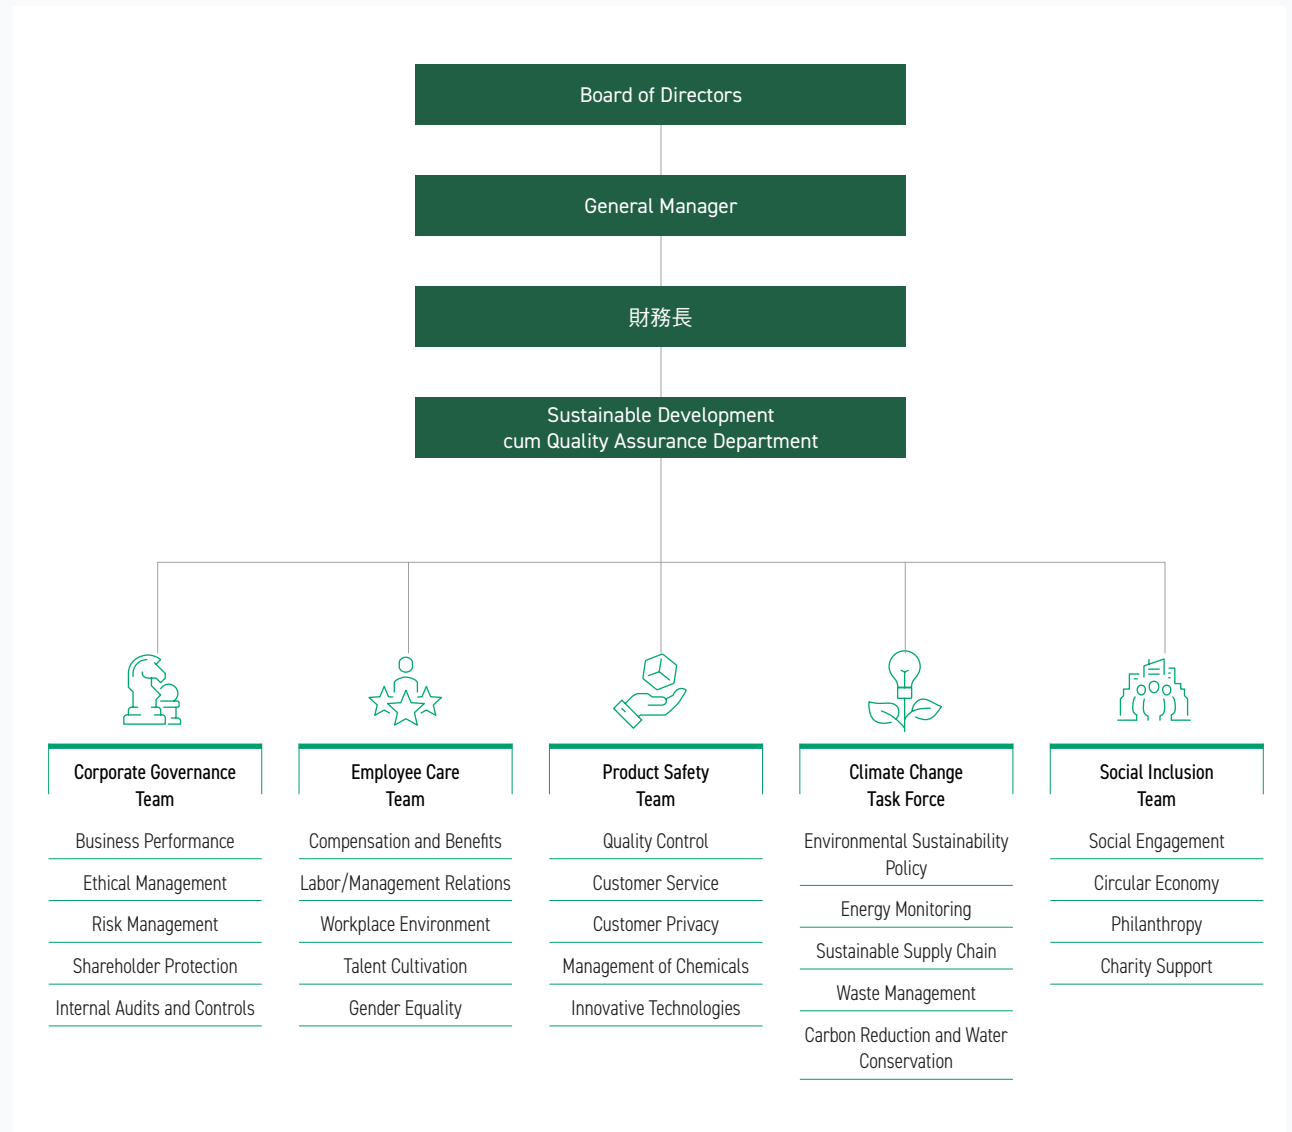 Board of Directors
General Manager
財務長
Sustainable Development
cum Quality Assurance Department
Corporate Governance
Team
Business Performance
Ethical Management
Risk Management
Shareholder Protection
Internal Audits and Controls
Employee Care
Team
Compensation and Benefits
Labor/Management Relations
Workplace Environment
Talent Cultivation
Gender Equality
Product Safety
Team
Quality Control
Customer Service
Customer Privacy
Management of Chemicals
Innovative Technologies
Climate Change
Task Force
Environmental Sustainability
Policy
Energy Monitoring
Sustainable Supply Chain
Waste Management
Carbon Reduction and Water
Conservation
Social Inclusion
Team
Social Engagement
Circular Economy
Philanthropy
Charity Support